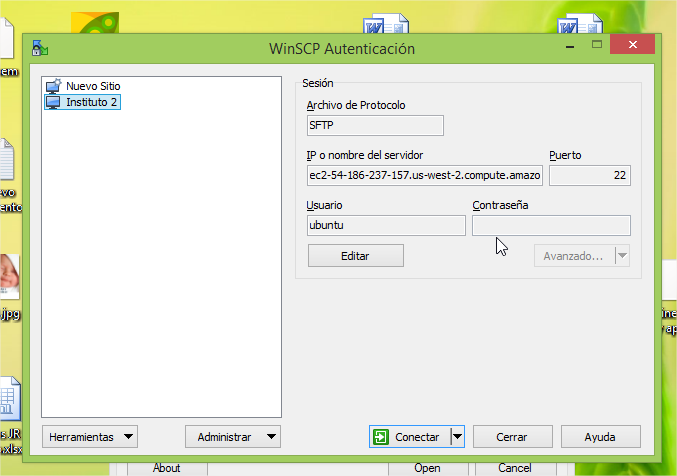 WinSCP Autenticación
em
Nuevo Sitio
Instituto 2
Sesión
Archivo de Protocolo
SFTP
IP o nombre del servidor
Puerto
ec2-54-186-237-157.us-west-2.compute.amazo
22
Usuario
Contraseña
ubuntu
Editar
Avanzado...
evo
ento
.jpg
ine
ap
s JR
.xlsx
Herramientas
Administrar
Conectar
Cerrar
Ayuda
About
Open
Cancel